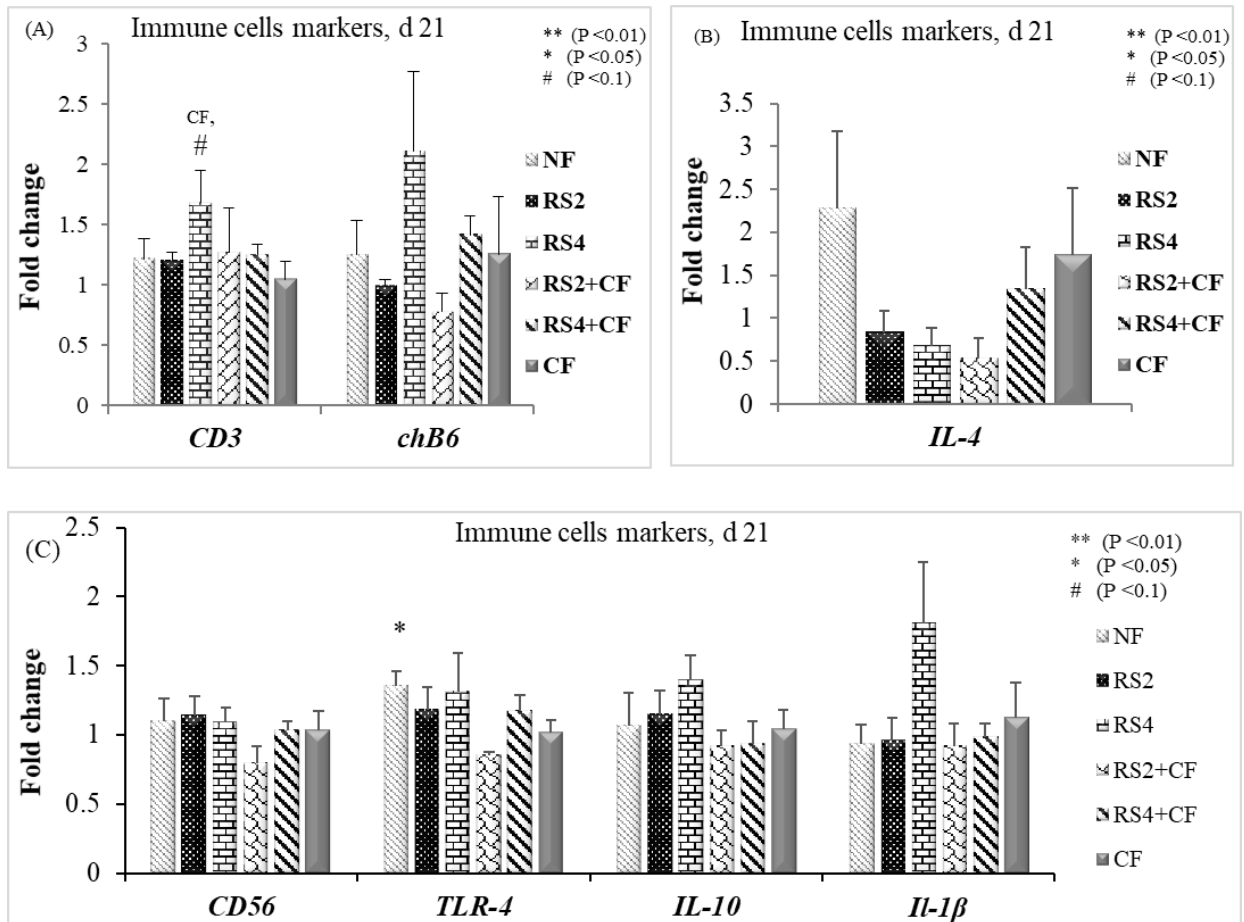 (A) Immune cells markers, d 21
** (P <0.01)
* (P <0.05)
# (P <0.1)
Fold change
3
2.5
2
1.5
1
0.5
0
CF,
#
CD3
chB6
NF
RS2
RS4
RS2+CF
RS4+CF
CF
(B) Immune cells markers, d 21
** (P <0.01)
* (P <0.05)
# (P <0.1)
Fold change
3.5
3
2.5
2
1.5
1
0.5
0
IL-4
NF
RS2
RS4
RS2+CF
RS4+CF
CF
(C) Immune cells markers, d 21
** (P <0.01)
* (P <0.05)
# (P <0.1)
Fold change
2.5
2
1.5
1
0.5
0
*
CD56
TLR-4
IL-10
Il-1β
NF
RS2
RS4
RS2+CF
RS4+CF
CF